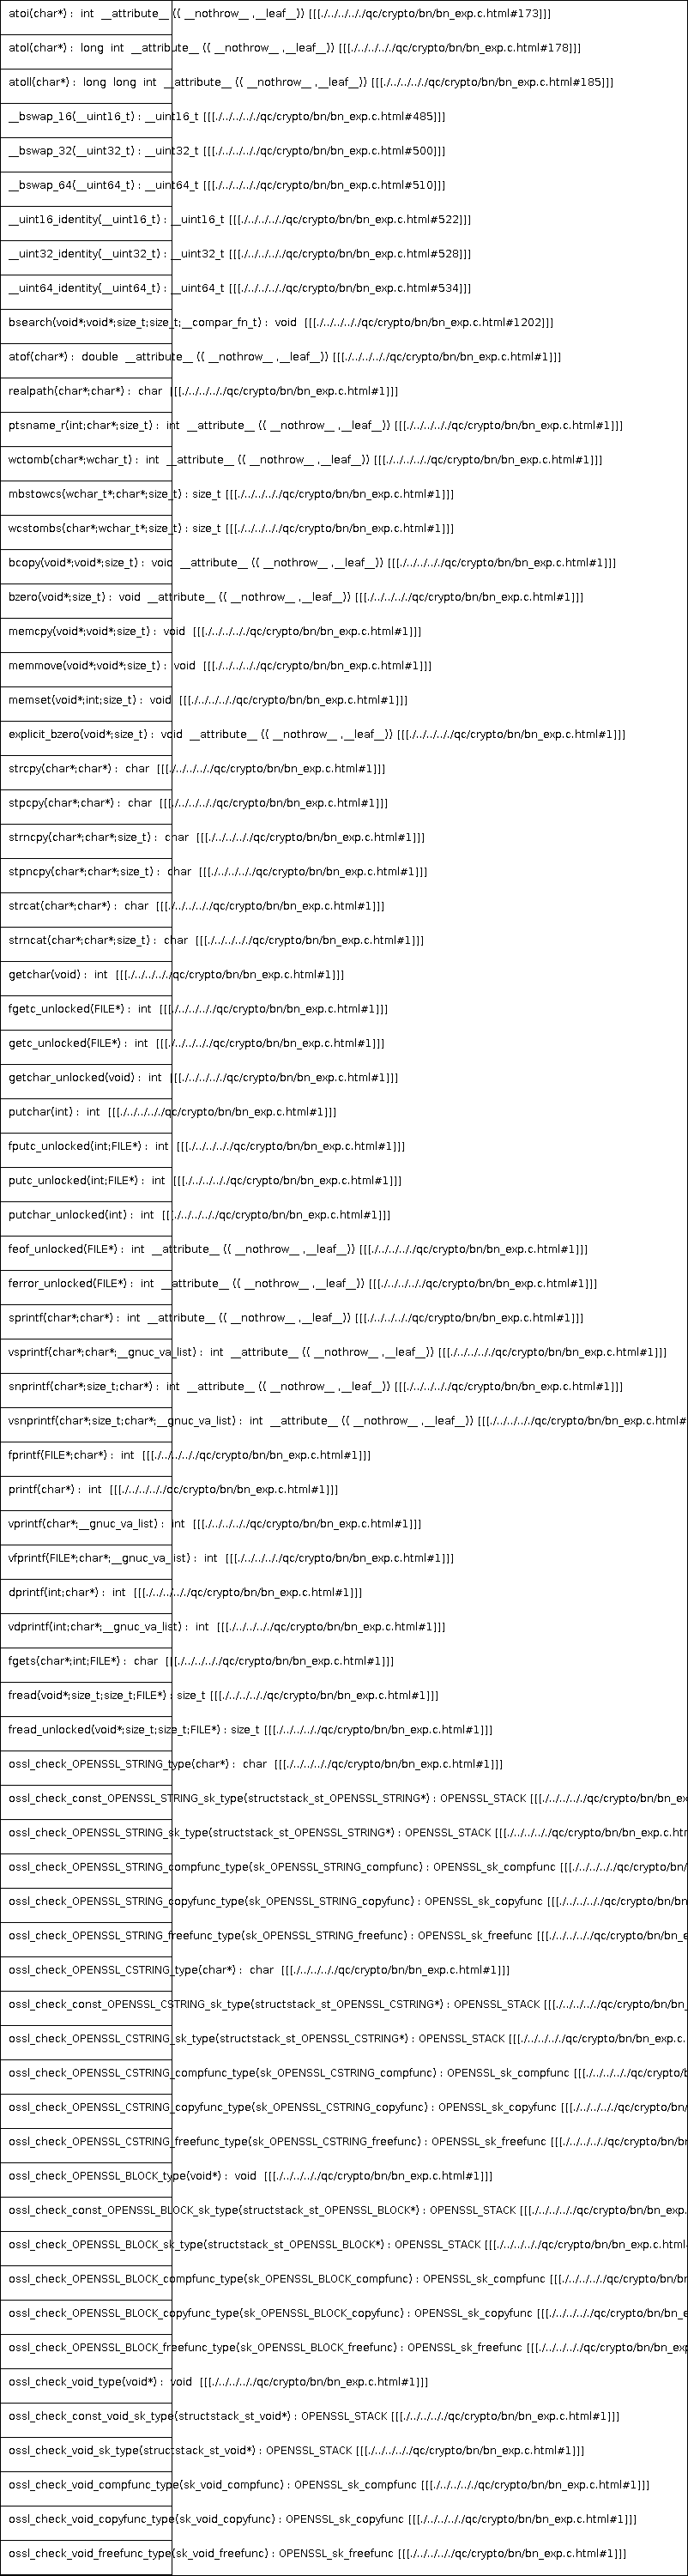 atoi(char*) :  int  __attribute__ (( __nothrow__ ,__leaf__)) [[[./../../../../qc/crypto/bn/bn_exp.c.html#173]]]
atol(char*) :  long  int  __attribute__ (( __nothrow__ ,__leaf__)) [[[./../../../../qc/crypto/bn/bn_exp.c.html#178]]]
atoll(char*) :  long  long  int  __attribute__ (( __nothrow__ ,__leaf__)) [[[./../../../../qc/crypto/bn/bn_exp.c.html#185]]]
__bswap_16(__uint16_t) : __uint16_t [[[./../../../../qc/crypto/bn/bn_exp.c.html#485]]]
__bswap_32(__uint32_t) : __uint32_t [[[./../../../../qc/crypto/bn/bn_exp.c.html#500]]]
__bswap_64(__uint64_t) : __uint64_t [[[./../../../../qc/crypto/bn/bn_exp.c.html#510]]]
__uint16_identity(__uint16_t) : __uint16_t [[[./../../../../qc/crypto/bn/bn_exp.c.html#522]]]
__uint32_identity(__uint32_t) : __uint32_t [[[./../../../../qc/crypto/bn/bn_exp.c.html#528]]]
__uint64_identity(__uint64_t) : __uint64_t [[[./../../../../qc/crypto/bn/bn_exp.c.html#534]]]
bsearch(void*;void*;size_t;size_t;__compar_fn_t) :  void  [[[./../../../../qc/crypto/bn/bn_exp.c.html#1202]]]
atof(char*) :  double  __attribute__ (( __nothrow__ ,__leaf__)) [[[./../../../../qc/crypto/bn/bn_exp.c.html#1]]]
realpath(char*;char*) :  char  [[[./../../../../qc/crypto/bn/bn_exp.c.html#1]]]
ptsname_r(int;char*;size_t) :  int  __attribute__ (( __nothrow__ ,__leaf__)) [[[./../../../../qc/crypto/bn/bn_exp.c.html#1]]]
wctomb(char*;wchar_t) :  int  __attribute__ (( __nothrow__ ,__leaf__)) [[[./../../../../qc/crypto/bn/bn_exp.c.html#1]]]
mbstowcs(wchar_t*;char*;size_t) : size_t [[[./../../../../qc/crypto/bn/bn_exp.c.html#1]]]
wcstombs(char*;wchar_t*;size_t) : size_t [[[./../../../../qc/crypto/bn/bn_exp.c.html#1]]]
bcopy(void*;void*;size_t) :  void  __attribute__ (( __nothrow__ ,__leaf__)) [[[./../../../../qc/crypto/bn/bn_exp.c.html#1]]]
bzero(void*;size_t) :  void  __attribute__ (( __nothrow__ ,__leaf__)) [[[./../../../../qc/crypto/bn/bn_exp.c.html#1]]]
memcpy(void*;void*;size_t) :  void  [[[./../../../../qc/crypto/bn/bn_exp.c.html#1]]]
memmove(void*;void*;size_t) :  void  [[[./../../../../qc/crypto/bn/bn_exp.c.html#1]]]
memset(void*;int;size_t) :  void  [[[./../../../../qc/crypto/bn/bn_exp.c.html#1]]]
explicit_bzero(void*;size_t) :  void  __attribute__ (( __nothrow__ ,__leaf__)) [[[./../../../../qc/crypto/bn/bn_exp.c.html#1]]]
strcpy(char*;char*) :  char  [[[./../../../../qc/crypto/bn/bn_exp.c.html#1]]]
stpcpy(char*;char*) :  char  [[[./../../../../qc/crypto/bn/bn_exp.c.html#1]]]
strncpy(char*;char*;size_t) :  char  [[[./../../../../qc/crypto/bn/bn_exp.c.html#1]]]
stpncpy(char*;char*;size_t) :  char  [[[./../../../../qc/crypto/bn/bn_exp.c.html#1]]]
strcat(char*;char*) :  char  [[[./../../../../qc/crypto/bn/bn_exp.c.html#1]]]
strncat(char*;char*;size_t) :  char  [[[./../../../../qc/crypto/bn/bn_exp.c.html#1]]]
getchar(void) :  int  [[[./../../../../qc/crypto/bn/bn_exp.c.html#1]]]
fgetc_unlocked(FILE*) :  int  [[[./../../../../qc/crypto/bn/bn_exp.c.html#1]]]
getc_unlocked(FILE*) :  int  [[[./../../../../qc/crypto/bn/bn_exp.c.html#1]]]
getchar_unlocked(void) :  int  [[[./../../../../qc/crypto/bn/bn_exp.c.html#1]]]
putchar(int) :  int  [[[./../../../../qc/crypto/bn/bn_exp.c.html#1]]]
fputc_unlocked(int;FILE*) :  int  [[[./../../../../qc/crypto/bn/bn_exp.c.html#1]]]
putc_unlocked(int;FILE*) :  int  [[[./../../../../qc/crypto/bn/bn_exp.c.html#1]]]
putchar_unlocked(int) :  int  [[[./../../../../qc/crypto/bn/bn_exp.c.html#1]]]
feof_unlocked(FILE*) :  int  __attribute__ (( __nothrow__ ,__leaf__)) [[[./../../../../qc/crypto/bn/bn_exp.c.html#1]]]
ferror_unlocked(FILE*) :  int  __attribute__ (( __nothrow__ ,__leaf__)) [[[./../../../../qc/crypto/bn/bn_exp.c.html#1]]]
sprintf(char*;char*) :  int  __attribute__ (( __nothrow__ ,__leaf__)) [[[./../../../../qc/crypto/bn/bn_exp.c.html#1]]]
vsprintf(char*;char*;__gnuc_va_list) :  int  __attribute__ (( __nothrow__ ,__leaf__)) [[[./../../../../qc/crypto/bn/bn_exp.c.html#1]]]
snprintf(char*;size_t;char*) :  int  __attribute__ (( __nothrow__ ,__leaf__)) [[[./../../../../qc/crypto/bn/bn_exp.c.html#1]]]
vsnprintf(char*;size_t;char*;__gnuc_va_list) :  int  __attribute__ (( __nothrow__ ,__leaf__)) [[[./../../../../qc/crypto/bn/bn_exp.c.html#
fprintf(FILE*;char*) :  int  [[[./../../../../qc/crypto/bn/bn_exp.c.html#1]]]
printf(char*) :  int  [[[./../../../../qc/crypto/bn/bn_exp.c.html#1]]]
vprintf(char*;__gnuc_va_list) :  int  [[[./../../../../qc/crypto/bn/bn_exp.c.html#1]]]
vfprintf(FILE*;char*;__gnuc_va_list) :  int  [[[./../../../../qc/crypto/bn/bn_exp.c.html#1]]]
dprintf(int;char*) :  int  [[[./../../../../qc/crypto/bn/bn_exp.c.html#1]]]
vdprintf(int;char*;__gnuc_va_list) :  int  [[[./../../../../qc/crypto/bn/bn_exp.c.html#1]]]
fgets(char*;int;FILE*) :  char  [[[./../../../../qc/crypto/bn/bn_exp.c.html#1]]]
fread(void*;size_t;size_t;FILE*) : size_t [[[./../../../../qc/crypto/bn/bn_exp.c.html#1]]]
fread_unlocked(void*;size_t;size_t;FILE*) : size_t [[[./../../../../qc/crypto/bn/bn_exp.c.html#1]]]
ossl_check_OPENSSL_STRING_type(char*) :  char  [[[./../../../../qc/crypto/bn/bn_exp.c.html#1]]]
ossl_check_const_OPENSSL_STRING_sk_type(structstack_st_OPENSSL_STRING*) : OPENSSL_STACK [[[./../../../../qc/crypto/bn/bn_ex
ossl_check_OPENSSL_STRING_sk_type(structstack_st_OPENSSL_STRING*) : OPENSSL_STACK [[[./../../../../qc/crypto/bn/bn_exp.c.htm
ossl_check_OPENSSL_STRING_compfunc_type(sk_OPENSSL_STRING_compfunc) : OPENSSL_sk_compfunc [[[./../../../../qc/crypto/bn/
ossl_check_OPENSSL_STRING_copyfunc_type(sk_OPENSSL_STRING_copyfunc) : OPENSSL_sk_copyfunc [[[./../../../../qc/crypto/bn/bn
ossl_check_OPENSSL_STRING_freefunc_type(sk_OPENSSL_STRING_freefunc) : OPENSSL_sk_freefunc [[[./../../../../qc/crypto/bn/bn_e
ossl_check_OPENSSL_CSTRING_type(char*) :  char  [[[./../../../../qc/crypto/bn/bn_exp.c.html#1]]]
ossl_check_const_OPENSSL_CSTRING_sk_type(structstack_st_OPENSSL_CSTRING*) : OPENSSL_STACK [[[./../../../../qc/crypto/bn/bn_
ossl_check_OPENSSL_CSTRING_sk_type(structstack_st_OPENSSL_CSTRING*) : OPENSSL_STACK [[[./../../../../qc/crypto/bn/bn_exp.c.
ossl_check_OPENSSL_CSTRING_compfunc_type(sk_OPENSSL_CSTRING_compfunc) : OPENSSL_sk_compfunc [[[./../../../../qc/crypto/b
ossl_check_OPENSSL_CSTRING_copyfunc_type(sk_OPENSSL_CSTRING_copyfunc) : OPENSSL_sk_copyfunc [[[./../../../../qc/crypto/bn/
ossl_check_OPENSSL_CSTRING_freefunc_type(sk_OPENSSL_CSTRING_freefunc) : OPENSSL_sk_freefunc [[[./../../../../qc/crypto/bn/bn
ossl_check_OPENSSL_BLOCK_type(void*) :  void  [[[./../../../../qc/crypto/bn/bn_exp.c.html#1]]]
ossl_check_const_OPENSSL_BLOCK_sk_type(structstack_st_OPENSSL_BLOCK*) : OPENSSL_STACK [[[./../../../../qc/crypto/bn/bn_exp.
ossl_check_OPENSSL_BLOCK_sk_type(structstack_st_OPENSSL_BLOCK*) : OPENSSL_STACK [[[./../../../../qc/crypto/bn/bn_exp.c.html
ossl_check_OPENSSL_BLOCK_compfunc_type(sk_OPENSSL_BLOCK_compfunc) : OPENSSL_sk_compfunc [[[./../../../../qc/crypto/bn/bn
ossl_check_OPENSSL_BLOCK_copyfunc_type(sk_OPENSSL_BLOCK_copyfunc) : OPENSSL_sk_copyfunc [[[./../../../../qc/crypto/bn/bn_e
ossl_check_OPENSSL_BLOCK_freefunc_type(sk_OPENSSL_BLOCK_freefunc) : OPENSSL_sk_freefunc [[[./../../../../qc/crypto/bn/bn_exp
ossl_check_void_type(void*) :  void  [[[./../../../../qc/crypto/bn/bn_exp.c.html#1]]]
ossl_check_const_void_sk_type(structstack_st_void*) : OPENSSL_STACK [[[./../../../../qc/crypto/bn/bn_exp.c.html#1]]]
ossl_check_void_sk_type(structstack_st_void*) : OPENSSL_STACK [[[./../../../../qc/crypto/bn/bn_exp.c.html#1]]]
ossl_check_void_compfunc_type(sk_void_compfunc) : OPENSSL_sk_compfunc [[[./../../../../qc/crypto/bn/bn_exp.c.html#1]]]
ossl_check_void_copyfunc_type(sk_void_copyfunc) : OPENSSL_sk_copyfunc [[[./../../../../qc/crypto/bn/bn_exp.c.html#1]]]
ossl_check_void_freefunc_type(sk_void_freefunc) : OPENSSL_sk_freefunc [[[./../../../../qc/crypto/bn/bn_exp.c.html#1]]]